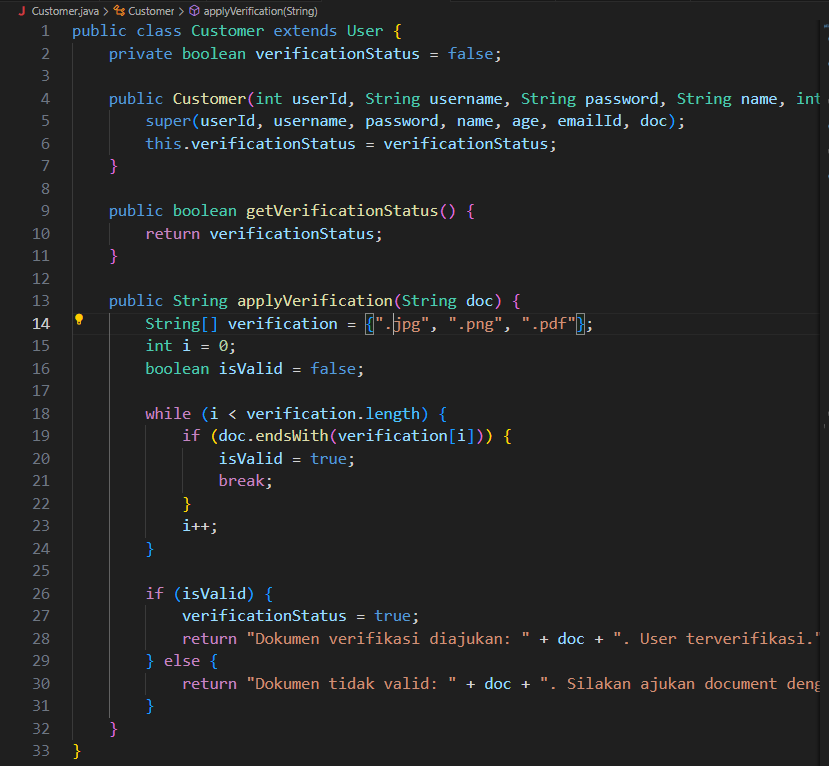 Customer.java > Customer > applyVerification(String)
1 public class Customer extends User {
2 private boolean verificationStatus = false;
3
4 public Customer(int userId, String username, String password, String name, int
5 super(userId, username, password, name, age, emailId, doc);
6 this.verificationStatus = verificationStatus;
7 }
8
9 public boolean getVerificationStatus() {
10 return verificationStatus;
11 }
12
13 public String applyVerification(String doc) {
14 String[] verification = {".jpg", ".png", ".pdf"};
15 int i = 0;
16 boolean isValid = false;
17
18 while (i < verification.length) {
19 if (doc.endsWith(verification[i])) {
20 isValid = true;
21 break;
22 }
23 i++;
24 }
25
26 if (isValid) {
27 verificationStatus = true;
28 return "Dokumen verifikasi diajukan: " + doc + ". User terverifikasi."
29 } else {
30 return "Dokumen tidak valid: " + doc + ". Silakan ajukan document deng
31 }
32 }
33 }